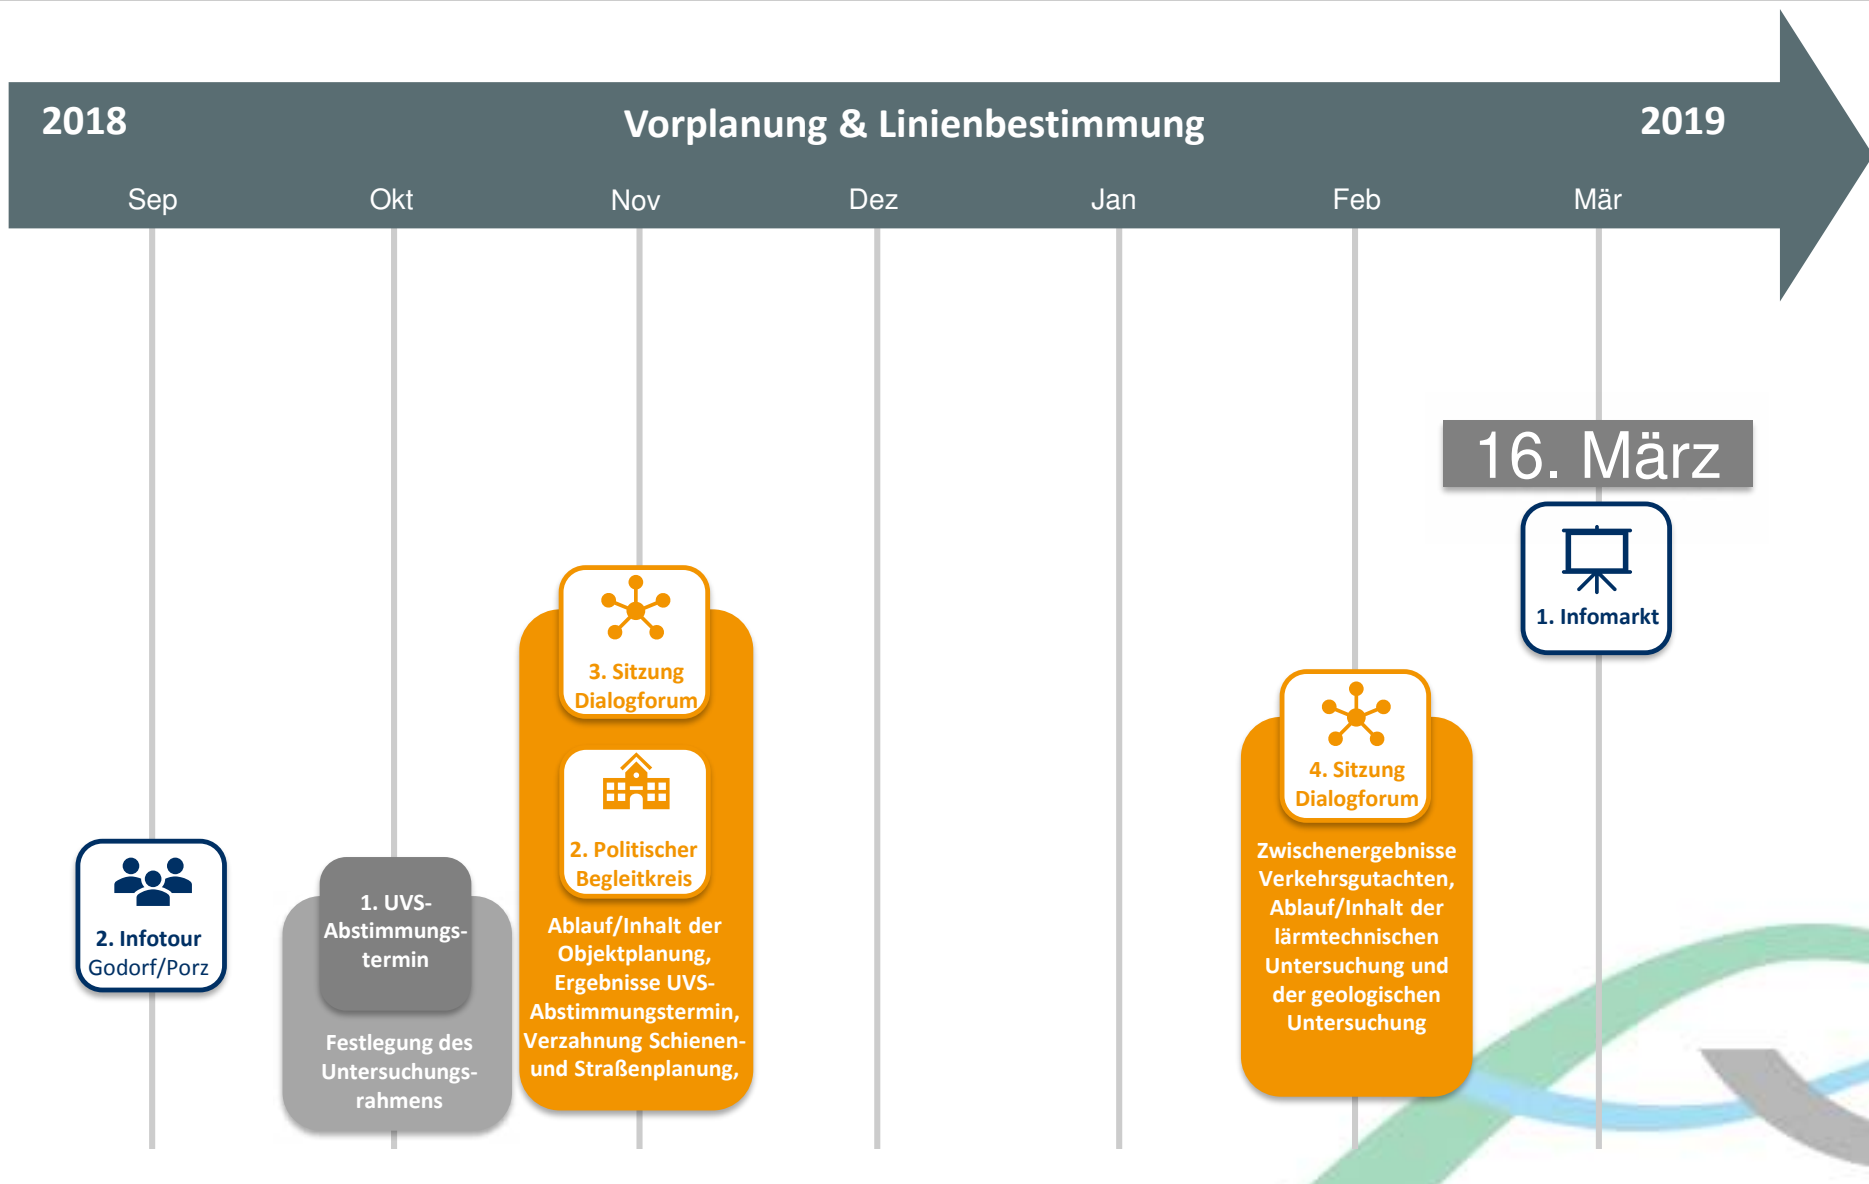 2018
Vorplanung & Linienbestimmung
2019
Sep
Okt
Nov
Dez
Jan
Feb
Mär
2. Infotour
Godorf/Porz
1. UVS-
Abstimmungs-
termin
Festlegung des
Untersuchungs-
rahmens
3. Sitzung
Dialogforum
2. Politischer
Begleitkreis
Ablauf/Inhalt der
Objektplanung,
Ergebnisse UVS-
Abstimmungstermin,
Verzahnung Schienen-
und Straßenplanung,
4. Sitzung
Dialogforum
Zwischenergebnisse
Verkehrsgutachten,
Ablauf/Inhalt der
lärmtechnischen
Untersuchung und
der geologischen
Untersuchung
16. März
1. Infomarkt